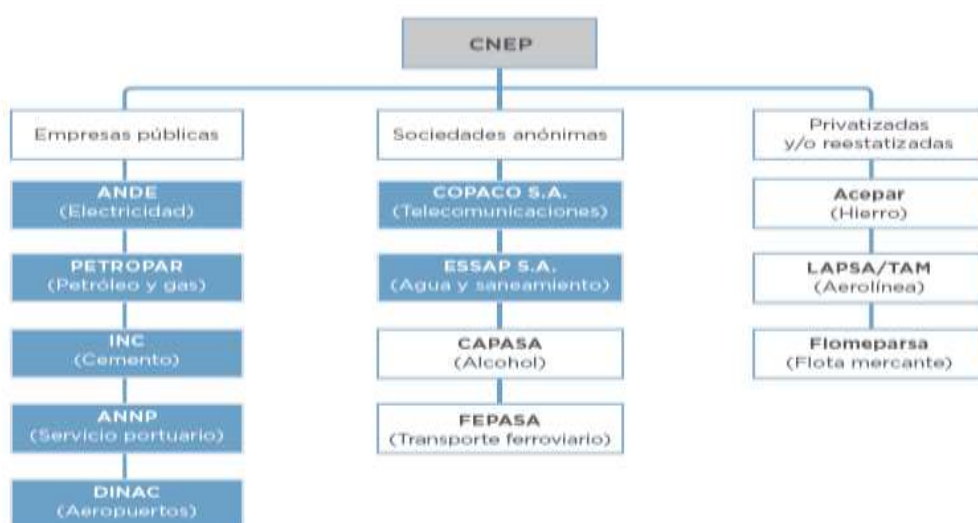 CNEP
Empresas públicas
ANDE
(Electricidad)
PETROPAR
(Petróleo y gas)
INC
(Cemento)
ANNP
(Servicio portuario)
DINAC
(Aeropuertos)
Sociedades anónimas
COPACO S.A.
(Telecomunicaciones)
ESSAP S.A.
(Agua y saneamiento)
CAPASA
(Alcohol)
FEPASA
(Transporte ferroviario)
Privatizadas
y/o reestatizadas
Acepar
(Hierro)
LAPSA/TAM
(Aerolínea)
Flomeparsa
(Flota mercante)